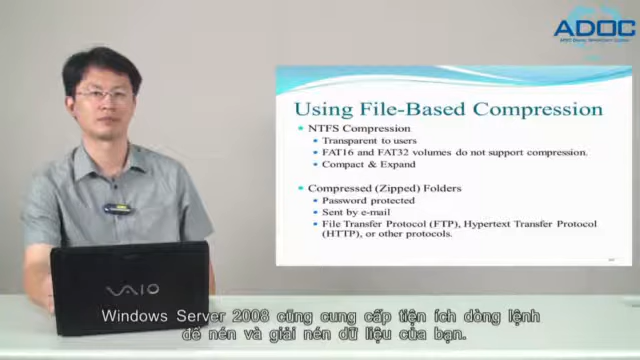 ADOC
Using File-Based Compression
NTFS Compression
Transparent to users
FAT16 and FAT32 volumes do not support compression.
Compact & Expand
Compressed (Zipped) Folders
Password protected
Sent by e-mail
File Transfer Protocol (FTP), Hypertext Transfer Protocol
(HTTP), or other protocols.
VAIO
Windows Server 2008 cũng cung cấp tiện ích dòng lệnh
để nén và giải nén dữ liệu của bạn.